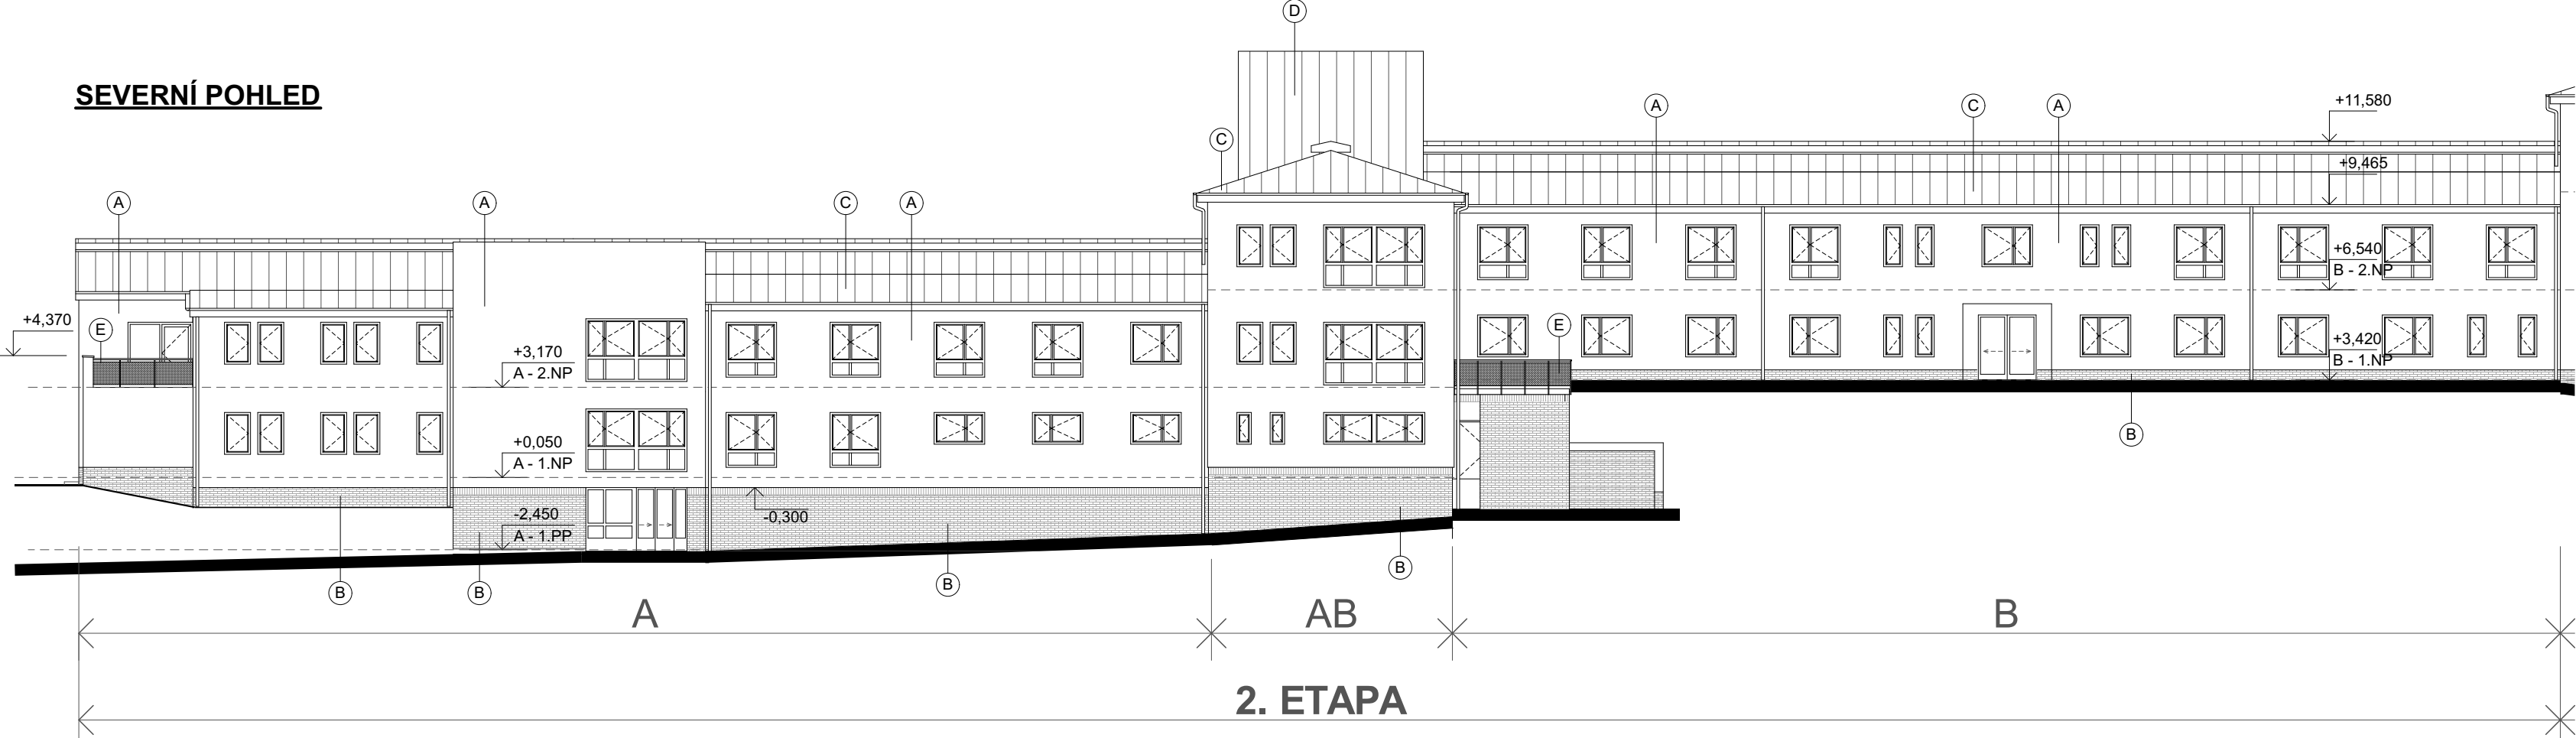 D
SEVERNÍ POHLED
A
C
A
+11,580
C
+9,465
A
A
C
A
+6,540
B - 2.NP
+4,370
E
E
+3,170
A - 2.NP
+3,420
B - 1.NP
+0,050
A - 1.NP
B
-2,450
A - 1.PP
-0,300
B
B
B
B
A
AB
B
2. ETAPA